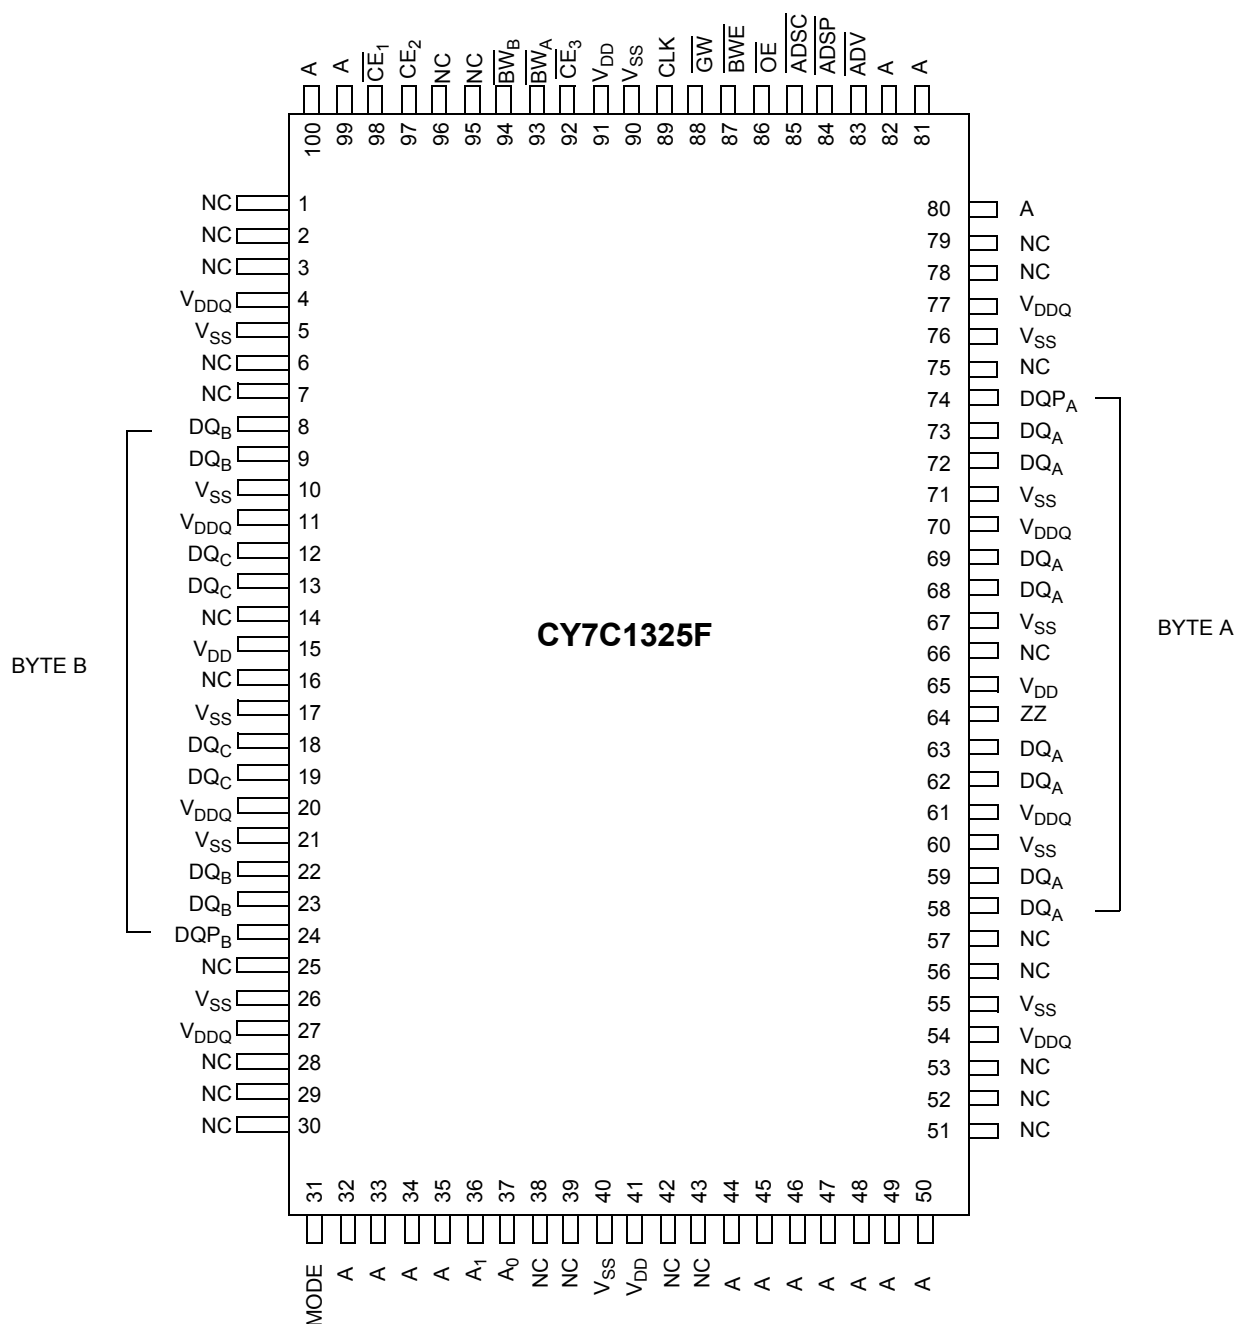 A A CE1 CE2 NC NC BWB BWA CE3 VDD VSS CLK GW BWE OE ADSC ADSP ADV A A
100 99 98 97 96 95 94 93 92 91 90 89 88 87 86 85 84 83 82 81
NC 1
NC 2
NC 3
VDDQ 4
VSS 5
NC 6
NC 7
DQB 8
DQB 9
VSS 10
VDDQ 11
DQC 12
DQC 13
NC 14
VDD 15
NC 16
VSS 17
DQC 18
DQC 19
VDDQ 20
VSS 21
DQB 22
DQB 23
DQPB 24
NC 25
VSS 26
VDDQ 27
NC 28
NC 29
NC 30
BYTE B
CY7C1325F
80 A
79 NC
78 NC
77 VDDQ
76 VSS
75 NC
74 DQPA
73 DQA
72 DQA
71 VSS
70 VDDQ
69 DQA
68 DQA
67 VSS
66 NC
65 VDD
64 ZZ
63 DQA
62 DQA
61 VDDQ
60 VSS
59 DQA
58 DQA
57 NC
56 NC
55 VSS
54 VDDQ
53 NC
52 NC
51 NC
BYTE A
31 32 33 34 35 36 37 38 39 40 41 42 43 44 45 46 47 48 49 50
MODE A A A A A1 A0 NC NC VSS VDD NC NC A A A A A A A